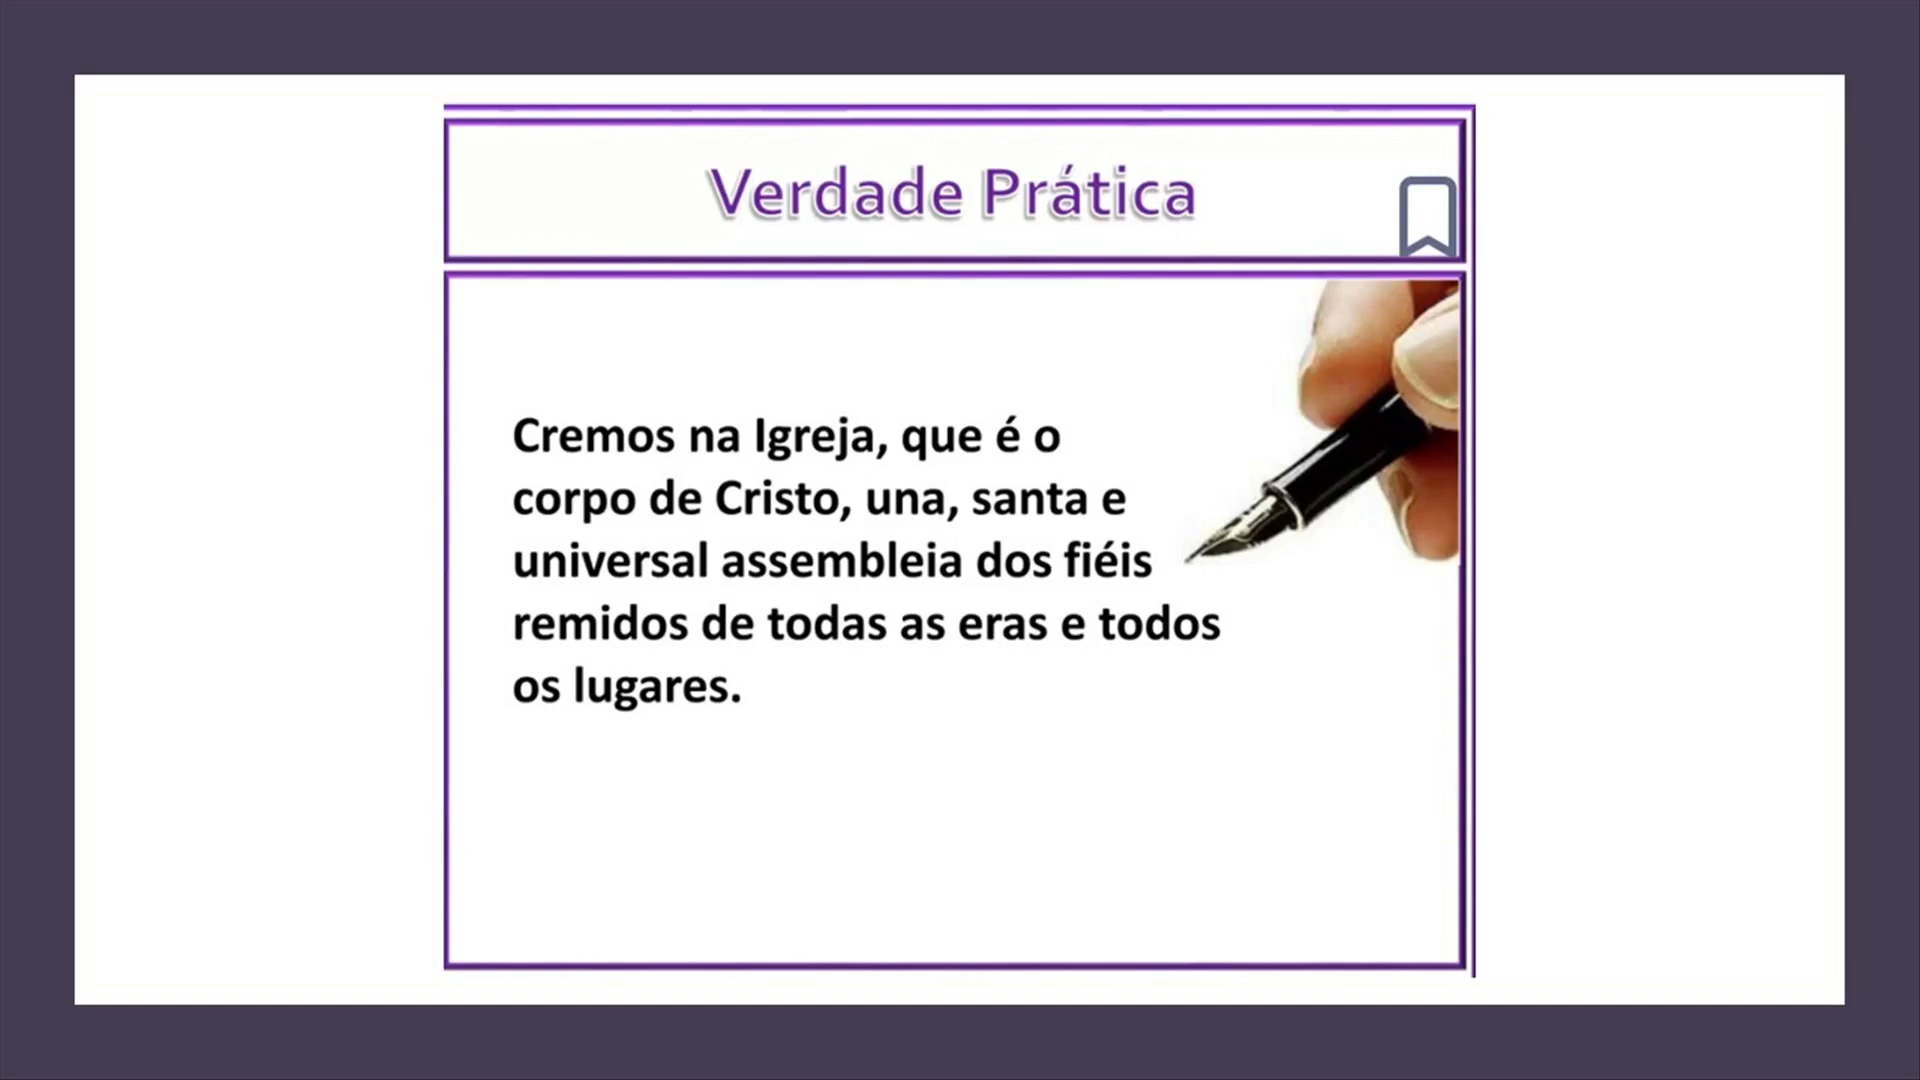 Verdade Prática
Cremos na Igreja, que é o
corpo de Cristo, una, santa e
universal assembleia dos fiéis
remidos de todas as eras e todos
os lugares.